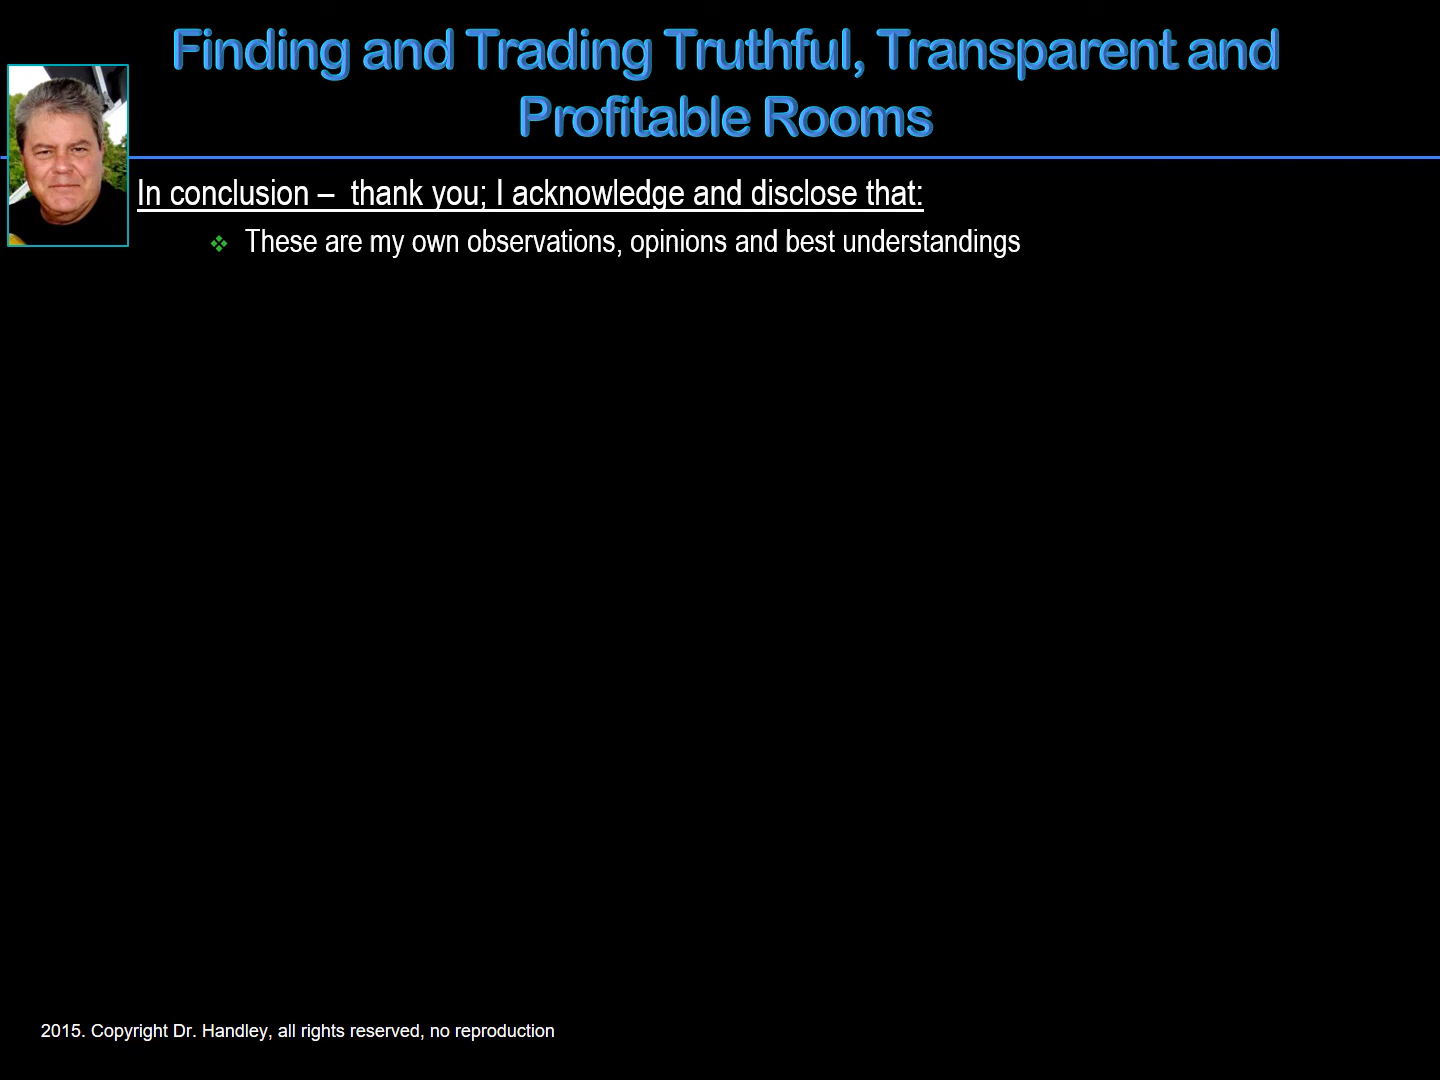 Finding and Trading Truthful, Transparent and
Profitable Rooms
In conclusion – thank you; I acknowledge and disclose that:
These are my own observations, opinions and best understandings
2015. Copyright Dr. Handley, all rights reserved, no reproduction